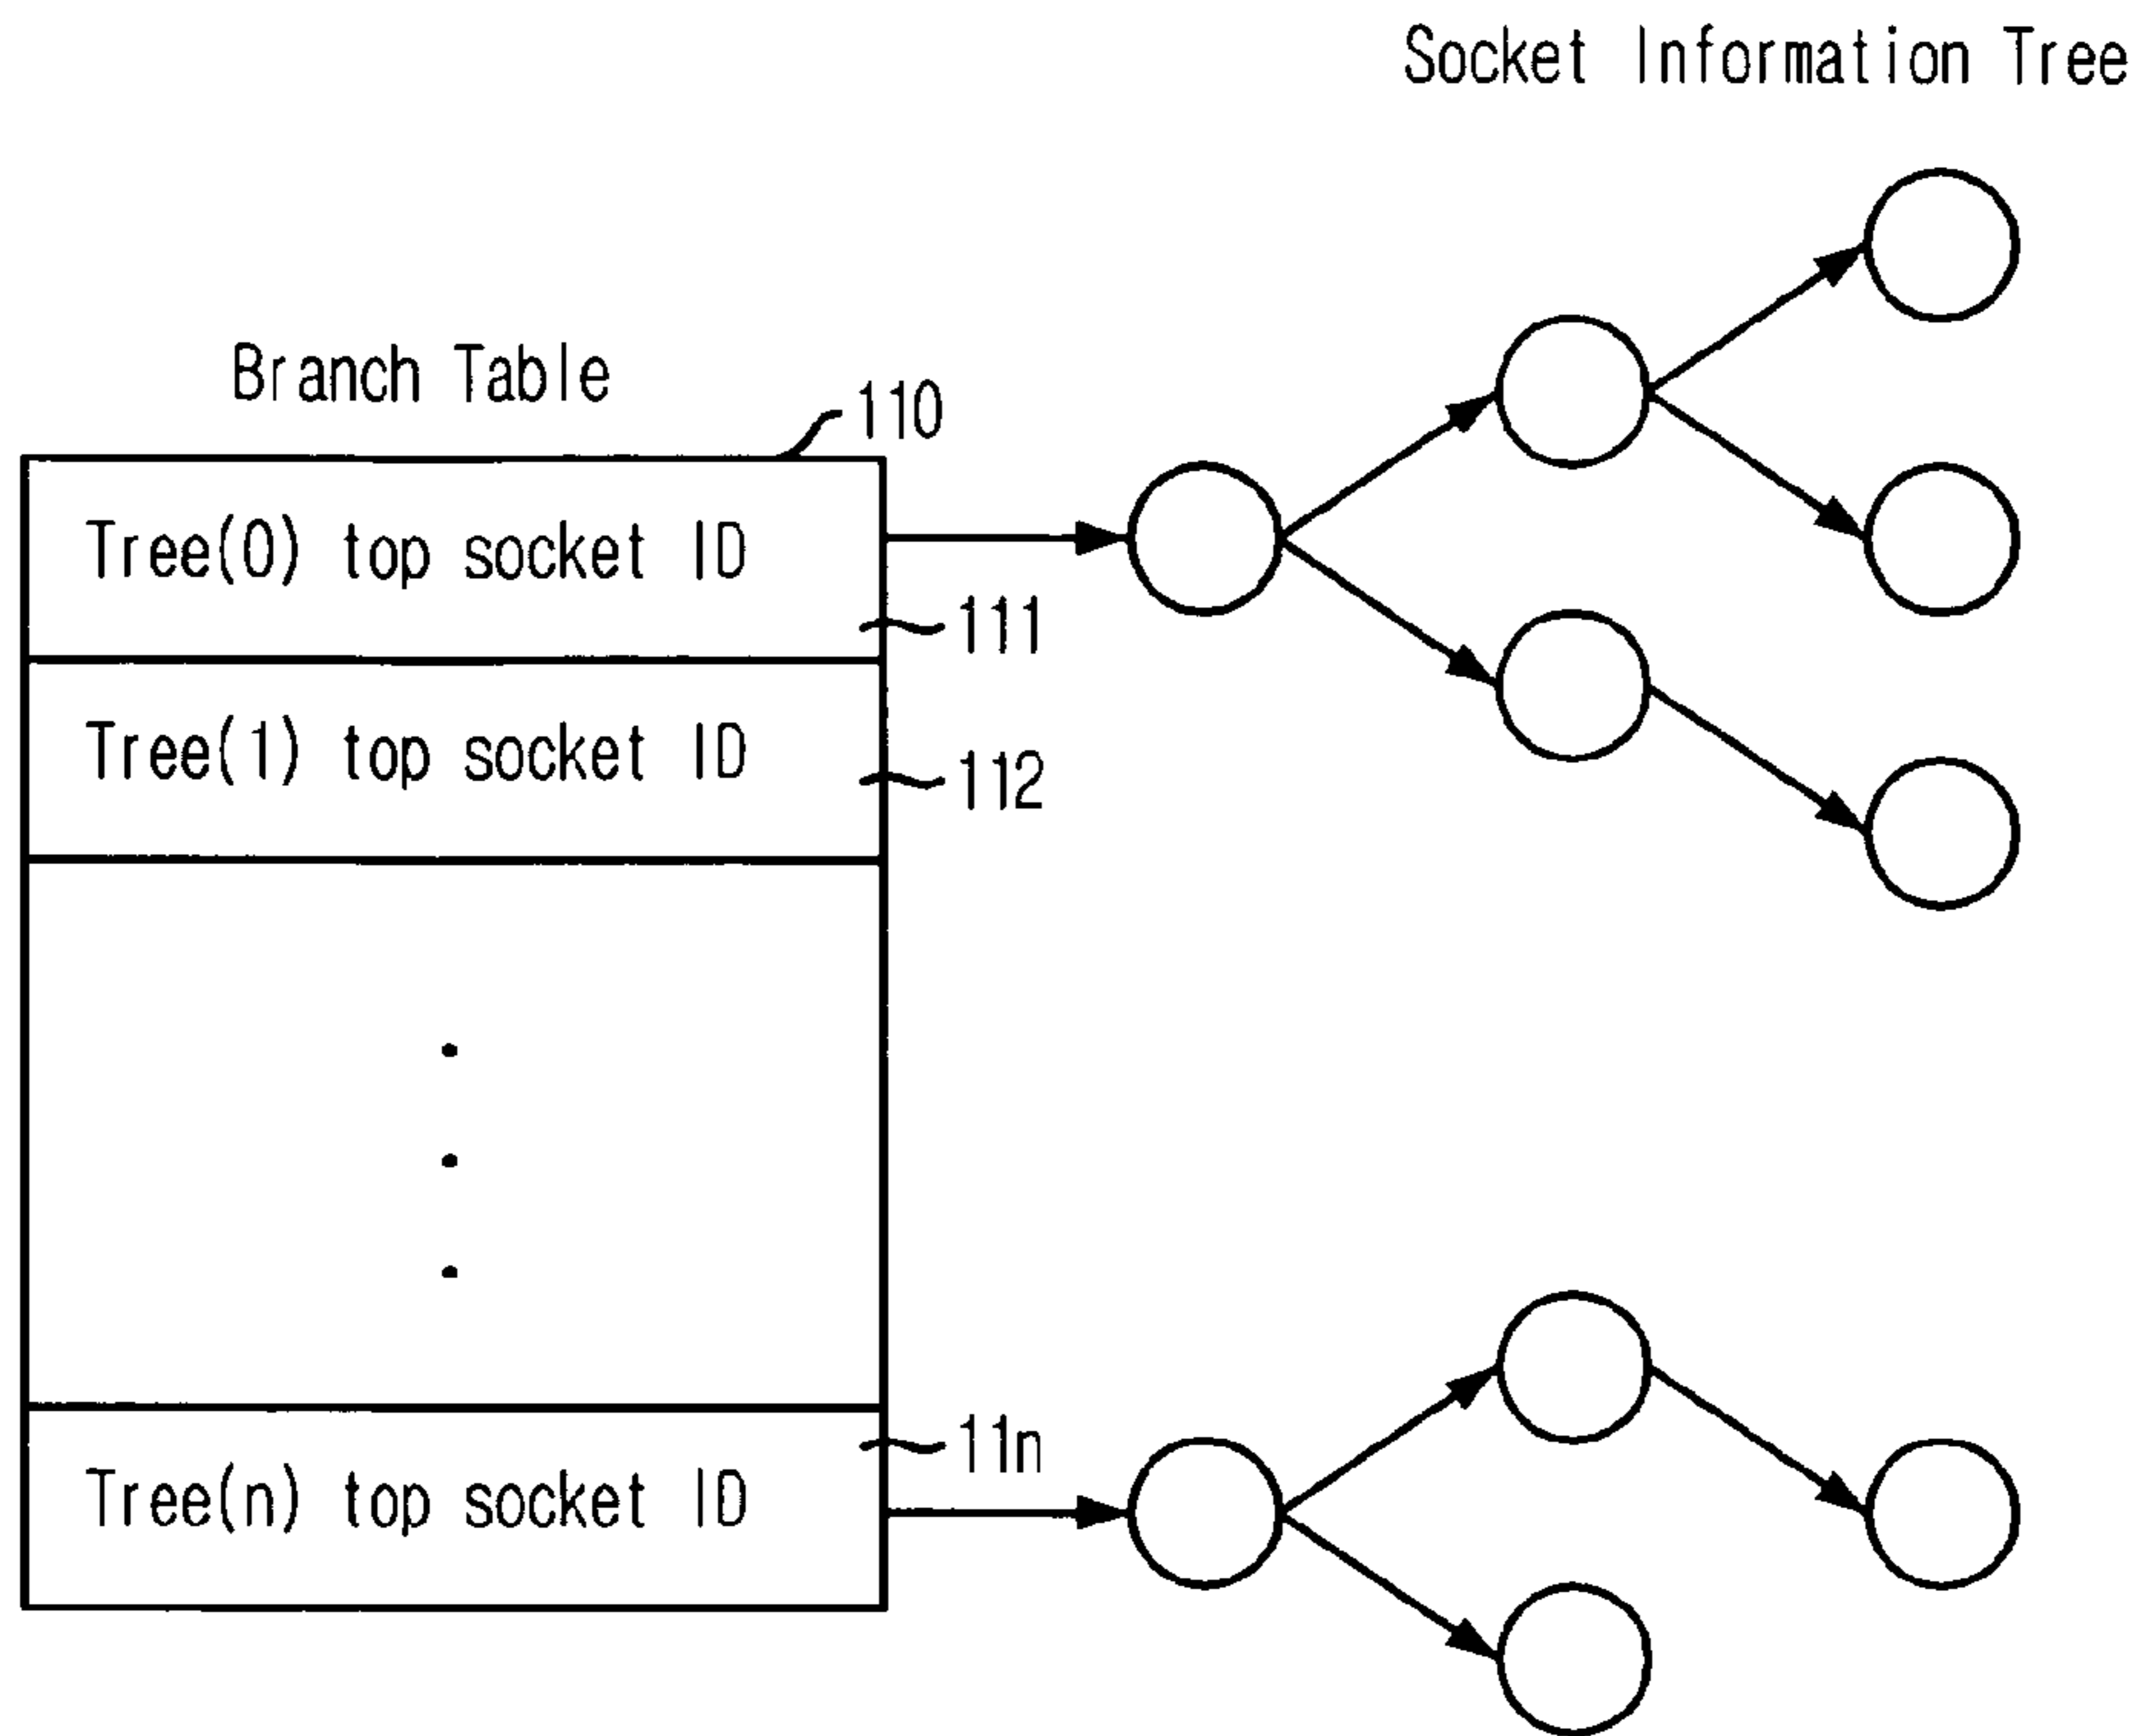 Socket Information Tree
Branch Table
110
Tree(0) top socket ID
111
Tree(1) top socket ID
112
11n
Tree(n) top socket ID